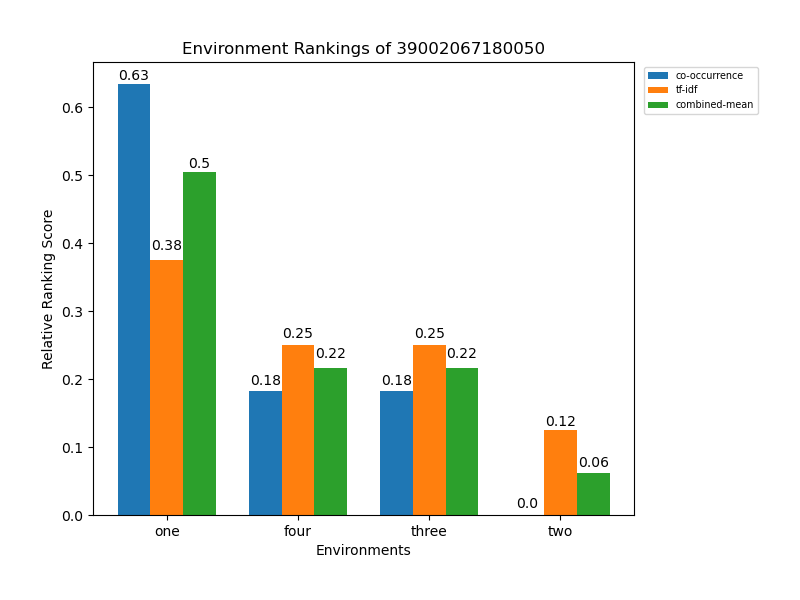 Environment Rankings of 39002067180050
co-occurrence
tf-idf
combined-mean
Relative Ranking Score
0.6
0.5
0.4
0.3
0.2
0.1
0.0
0.63
0.38
0.5
0.18
0.25
0.22
0.18
0.25
0.22
0.0
0.12
0.06
one
four
three
two
Environments